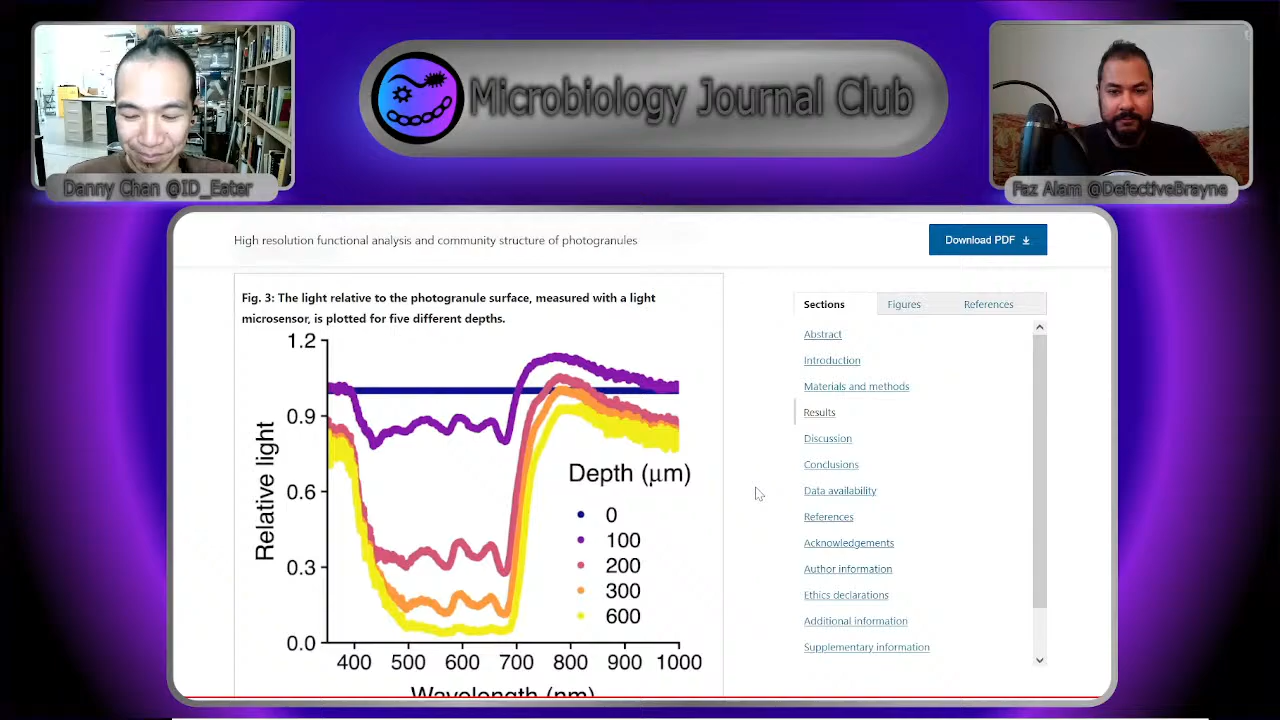 Microbiology Journal Club
Danny Chan @ID_Eater
Faz Alam @DefectiveBrayne
High resolution functional analysis and community structure of photogranules
Download PDF
Fig. 3: The light relative to the photogranule surface, measured with a light
microsensor, is plotted for five different depths.
1.2
0.9
0.6
0.3
0.0
Relative light
Depth (μm)
0
100
200
300
600
400 500 600 700 800 900 1000
Wavelength (nm)
Sections Figures References
Abstract
Introduction
Materials and methods
Results
Discussion
Conclusions
Data availability
References
Acknowledgements
Author information
Ethics declarations
Additional information
Supplementary information